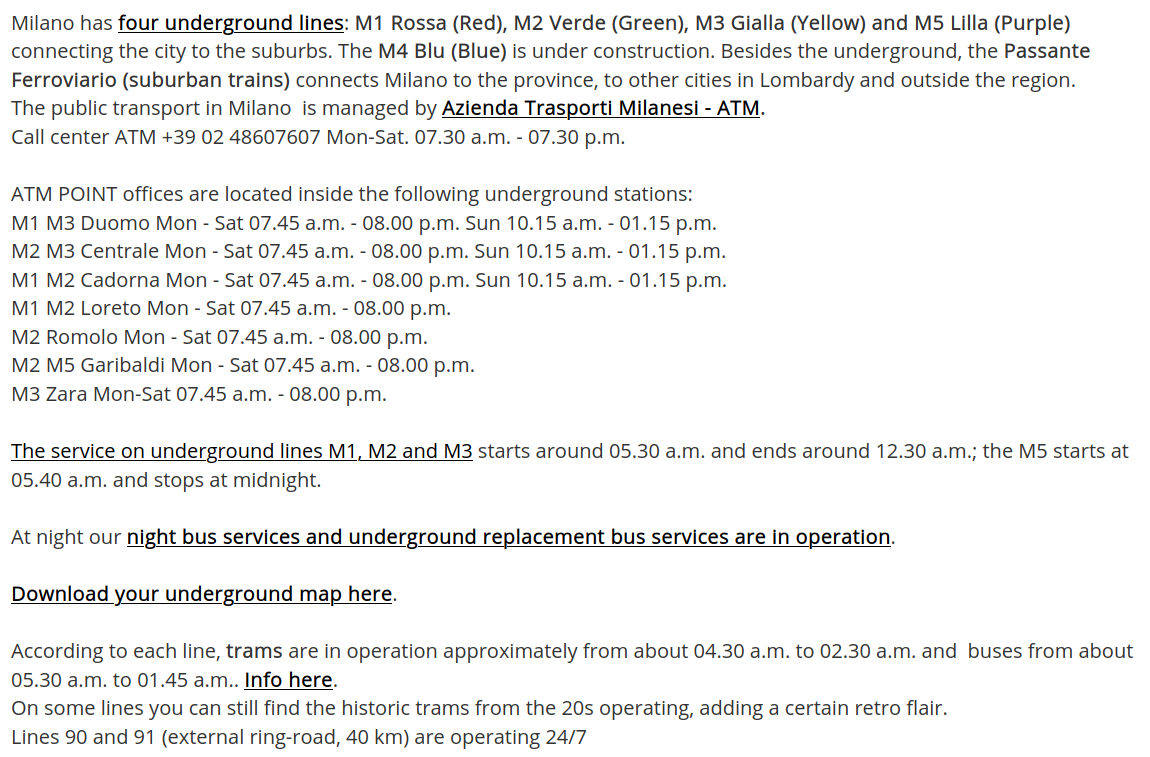 Milano has four underground lines: M1 Rossa (Red), M2 Verde (Green), M3 Gialla (Yellow) and M5 Lilla (Purple)
connecting the city to the suburbs. The M4 Blu (Blue) is under construction. Besides the underground, the Passante
Ferroviario (suburban trains) connects Milano to the province, to other cities in Lombardy and outside the region.
The public transport in Milano  is managed by Azienda Trasporti Milanesi - ATM.
Call center ATM +39 02 48607607 Mon-Sat. 07.30 a.m. - 07.30 p.m.
ATM POINT offices are located inside the following underground stations:
M1 M3 Duomo Mon - Sat 07.45 a.m. - 08.00 p.m. Sun 10.15 a.m. - 01.15 p.m.
M2 M3 Centrale Mon - Sat 07.45 a.m. - 08.00 p.m. Sun 10.15 a.m. - 01.15 p.m.
M1 M2 Cadorna Mon - Sat 07.45 a.m. - 08.00 p.m. Sun 10.15 a.m. - 01.15 p.m.
M1 M2 Loreto Mon - Sat 07.45 a.m. - 08.00 p.m.
M2 Romolo Mon - Sat 07.45 a.m. - 08.00 p.m.
M2 M5 Garibaldi Mon - Sat 07.45 a.m. - 08.00 p.m.
M3 Zara Mon-Sat 07.45 a.m. - 08.00 p.m.
The service on underground lines M1, M2 and M3 starts around 05.30 a.m. and ends around 12.30 a.m.; the M5 starts at
05.40 a.m. and stops at midnight.
At night our night bus services and underground replacement bus services are in operation.
Download your underground map here.
According to each line, trams are in operation approximately from about 04.30 a.m. to 02.30 a.m. and  buses from about
05.30 a.m. to 01.45 a.m.. Info here.
On some lines you can still find the historic trams from the 20s operating, adding a certain retro flair.
Lines 90 and 91 (external ring-road, 40 km) are operating 24/7